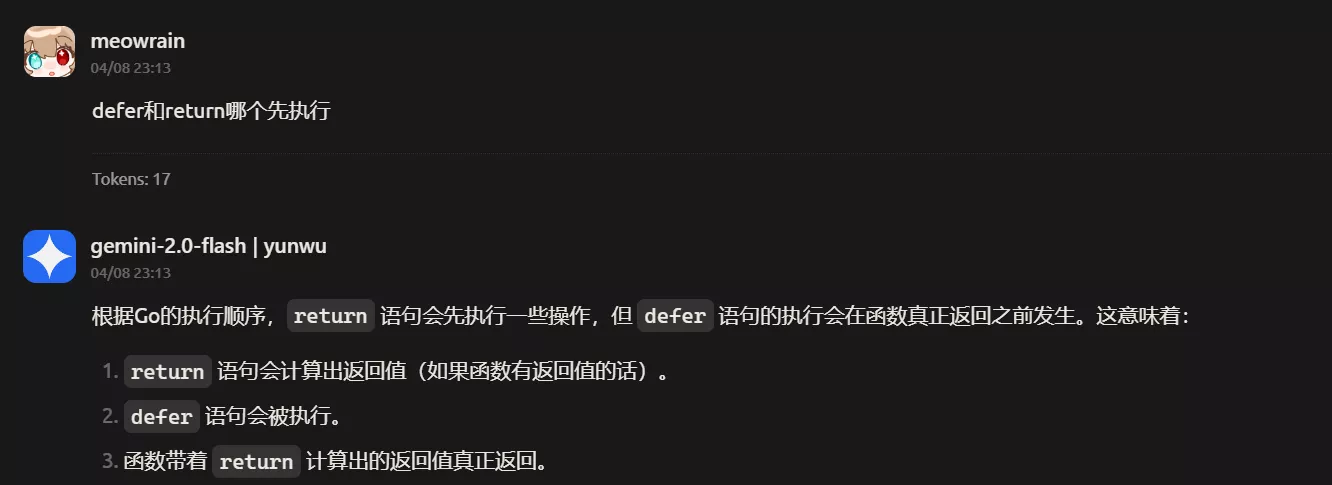 meowrain
04/08 23:13
defer和return哪个先执行
Tokens: 17
gemini-2.0-flash | yunwu
04/08 23:13
根据Go的执行顺序， return 语句会先执行一些操作，但 defer 语句的执行会在函数真正返回之前发生。这意味着：
1. return 语句会计算出返回值（如果函数有返回值的话）。
2. defer 语句会被执行。
3. 函数带着 return 计算出的返回值真正返回。